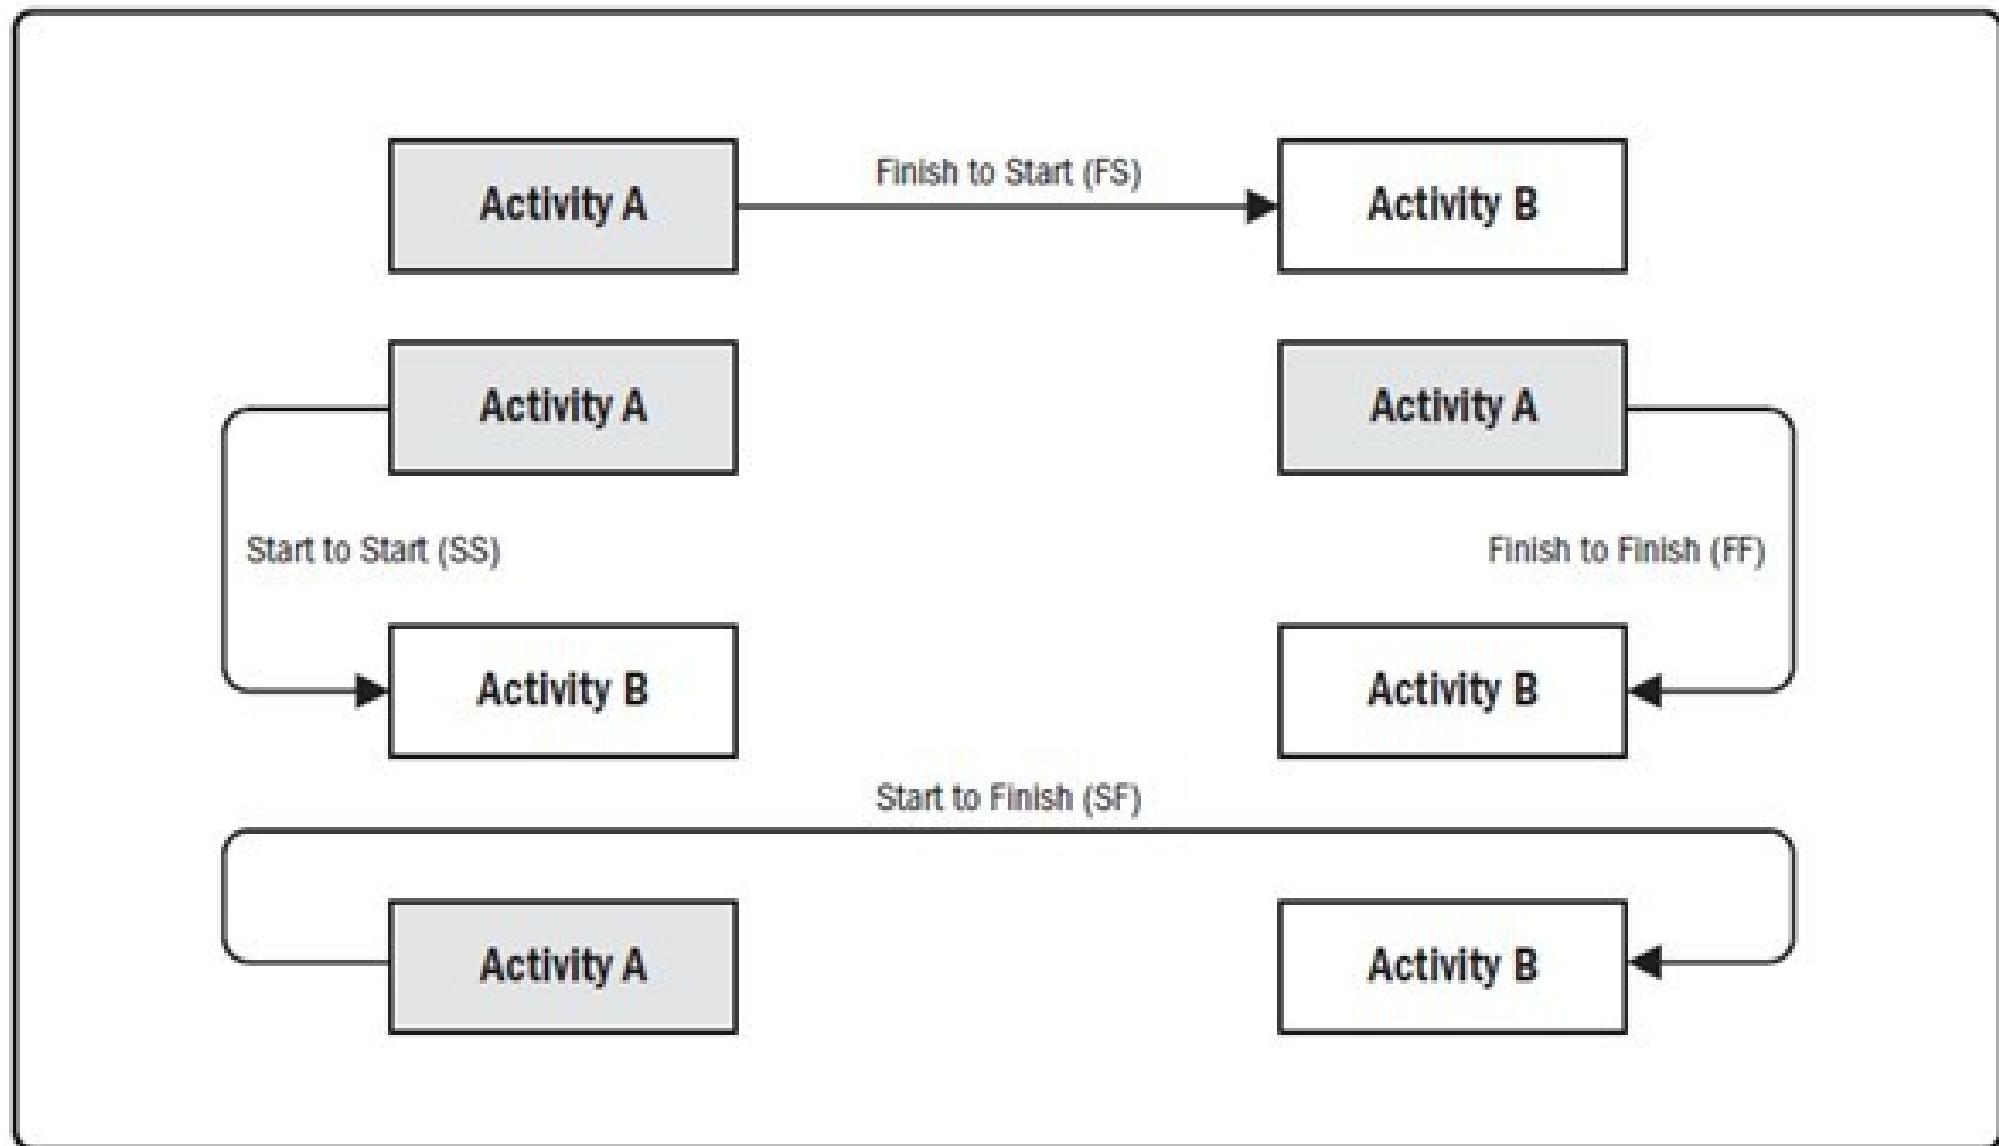 Activity A
Finish to Start (FS)
Activity B
Activity A
Activity A
Start to Start (SS)
Finish to Finish (FF)
Activity B
Activity B
Start to Finish (SF)
Activity A
Activity B